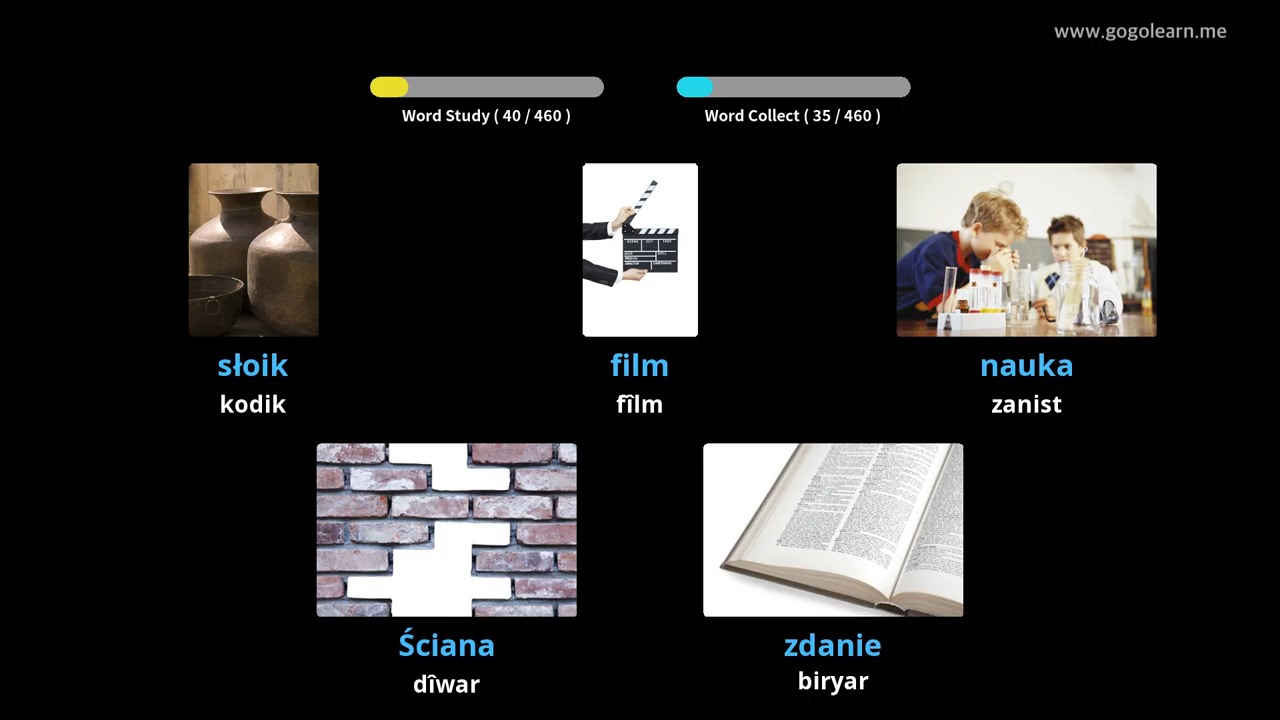 www.gogolearn.me
Word Study ( 40 / 460 )
Word Collect ( 35 / 460 )
słoik
kodik
film
fîlm
nauka
zanist
Ściana
dîwar
zdanie
biryar